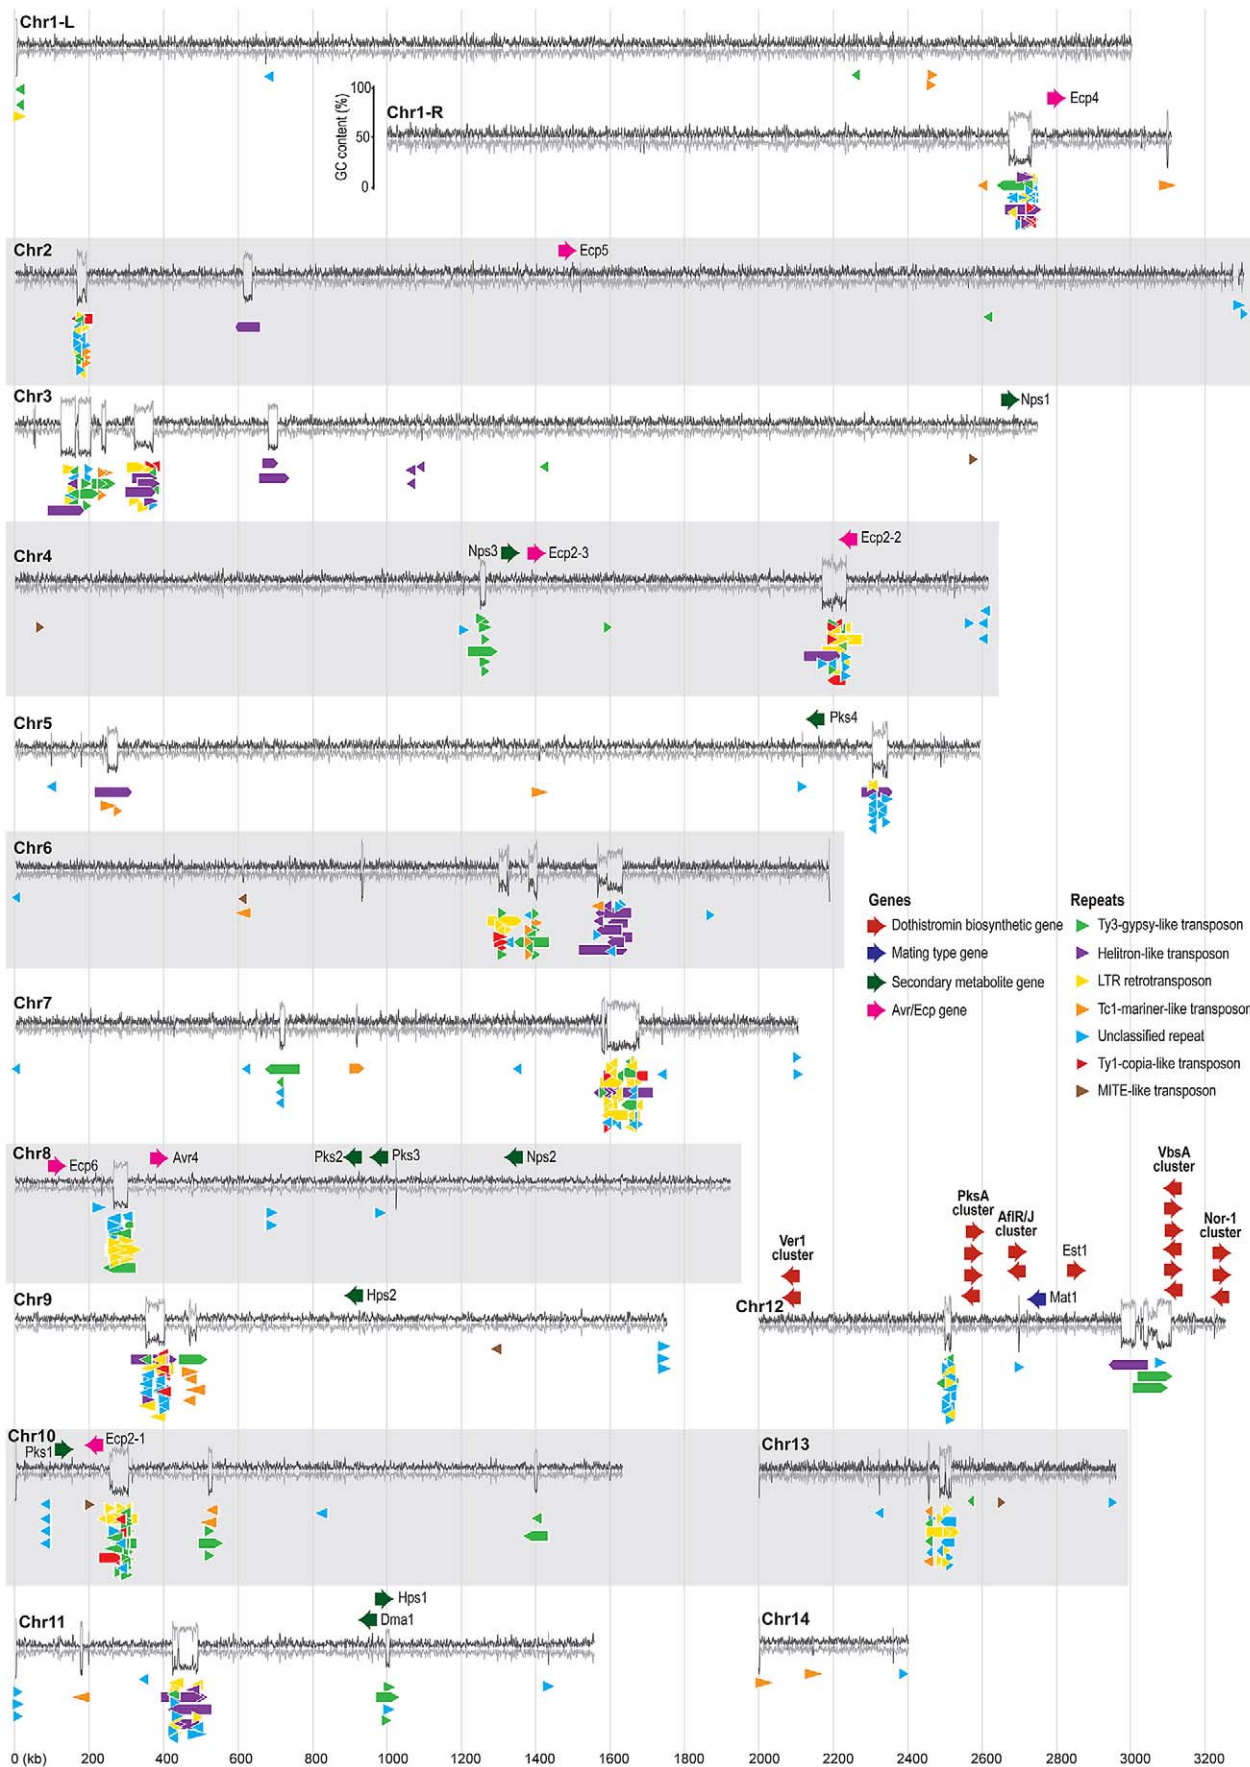 Chr1-L
100
50
0
GC content (%)
Chr1-R
Ecp4
Chr2
Ecp5
Chr3
Nps1
Chr4
Nps3
Ecp2-3
Ecp2-2
Chr5
Pks4
Chr6
Genes
Dothistromin biosynthetic gene
Mating type gene
Secondary metabolite gene
Avr/Ecp gene
Repeats
Ty3-gypsy-like transposon
Helitron-like transposon
LTR retrotransposon
Tc1-mariner-like transposon
Unclassified repeat
Ty1-copia-like transposon
MITE-like transposon
Chr7
Chr8
Ecp6
Avr4
Pks2
Pks3
Nps2
Chr9
Hps2
Chr12
Ver1
cluster
PksA
cluster
AflR/J
cluster
Est1
Mat1
VbsA
cluster
Nor-1
cluster
Chr10
Pks1
Ecp2-1
Chr13
Chr11
Hps1
Dma1
Chr14
0 (kb) 200 400 600 800 1000 1200 1400 1600 1800 2000 2200 2400 2600 2800 3000 3200